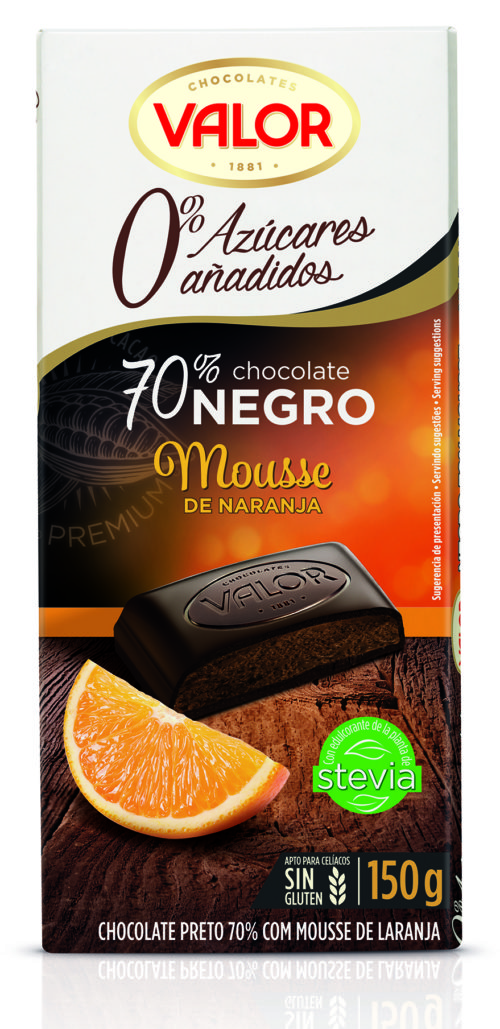 CHOCOLATES
VALOR
• 1881 •
0% Azúcares
añadidos
CACAO
70% chocolate
NEGRO
Mousse
DE NARANJA
PREMIUM
Sugerencia de presentación • Servindo sugestões • Serving suggestions
CHOCOLATES
VALOR
• 1881 •
Con edulcorante de la planta de
stevia
APTO PARA CELÍACOS
SIN
GLUTEN
150g
CHOCOLATE PRETO 70% COM MOUSSE DE LARANJA